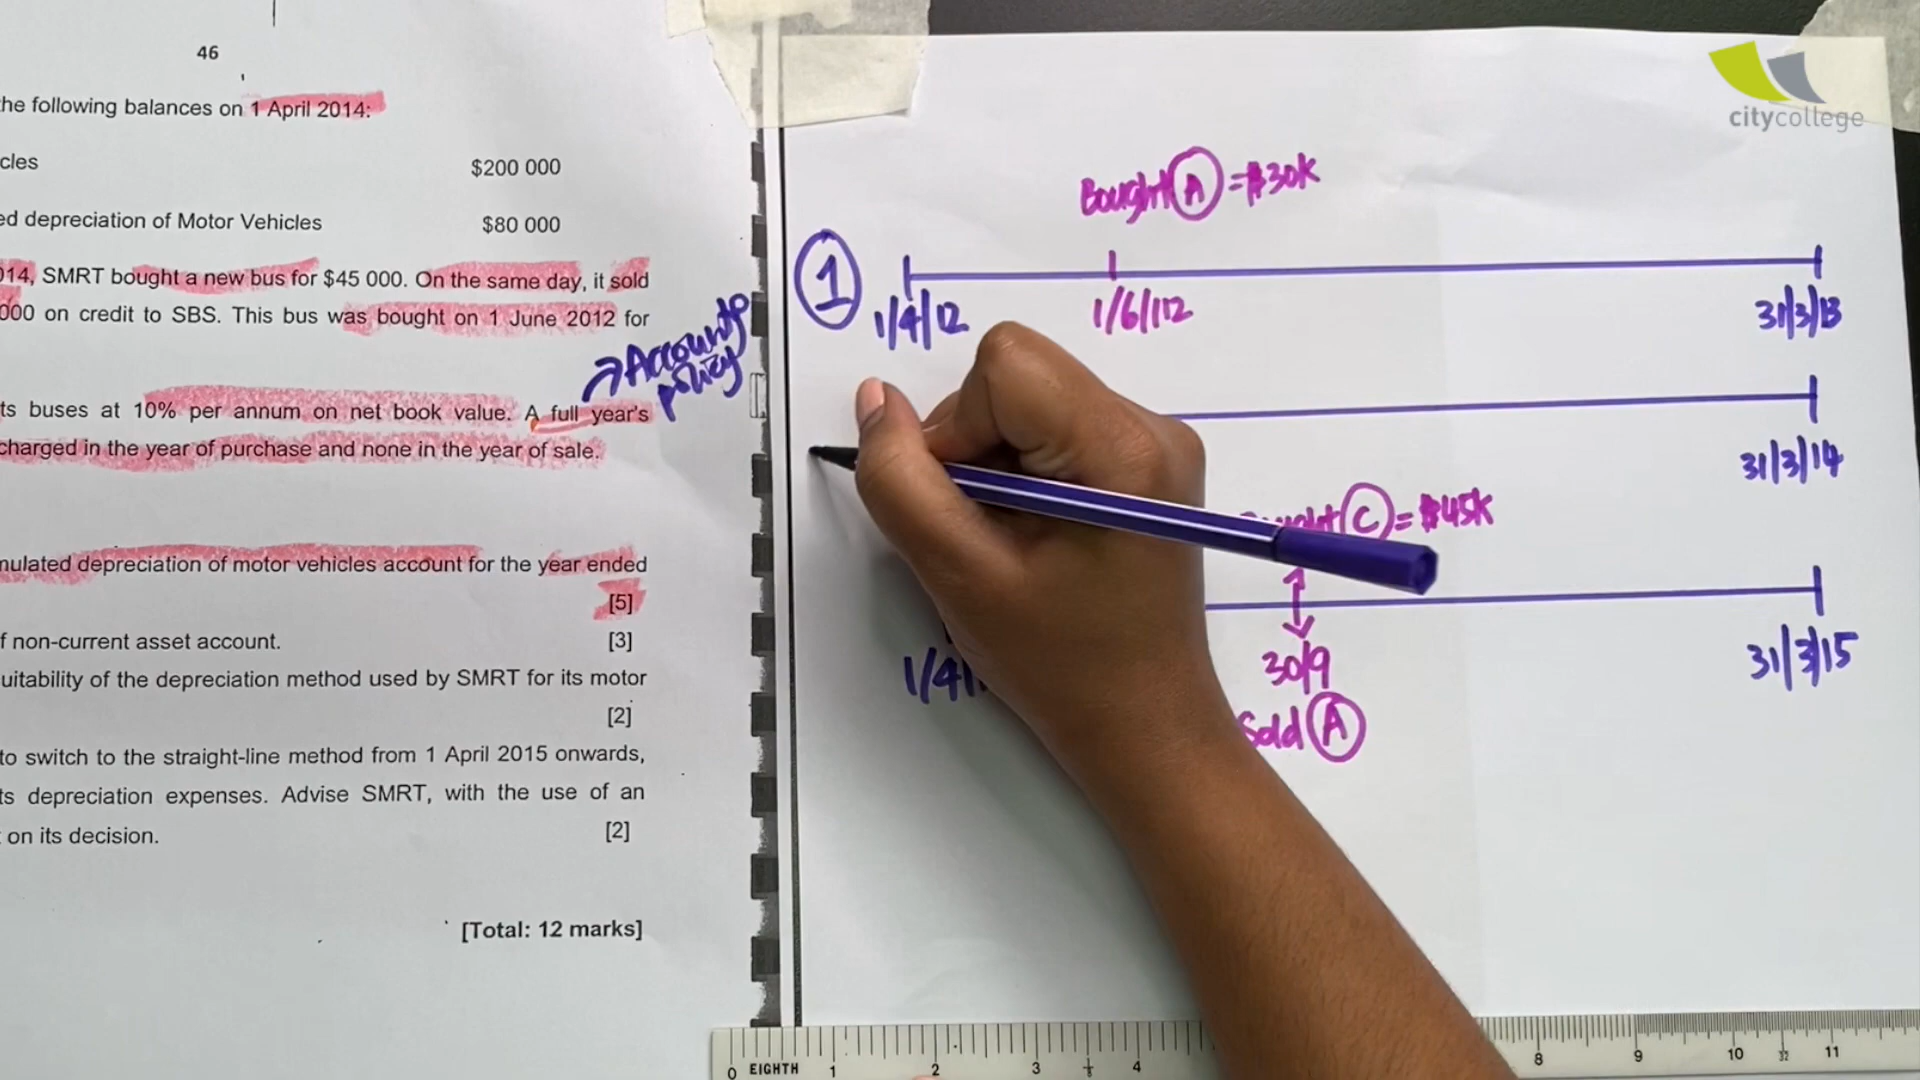 46
the following balances on 1 April 2014:
cles $200 000
ed depreciation of Motor Vehicles $80 000
014, SMRT bought a new bus for $45 000. On the same day, it sold
000 on credit to SBS. This bus was bought on 1 June 2012 for
→ Accounting policy
ts buses at 10% per annum on net book value. A full year's
charged in the year of purchase and none in the year of sale.
mulated depreciation of motor vehicles account for the year ended
[5]
f non-current asset account. [3]
uitability of the depreciation method used by SMRT for its motor
[2]
to switch to the straight-line method from 1 April 2015 onwards,
ts depreciation expenses. Advise SMRT, with the use of an
on its decision. [2]
[Total: 12 marks]
citycollege
Bought A = $30K
1
1/4/12 1/6/112 31/3/13
31/3/14
C = $45K
1/4/
30/9
31/3/15
Sold A
0 EIGHTH 1 2 3 4 8 9 10 11